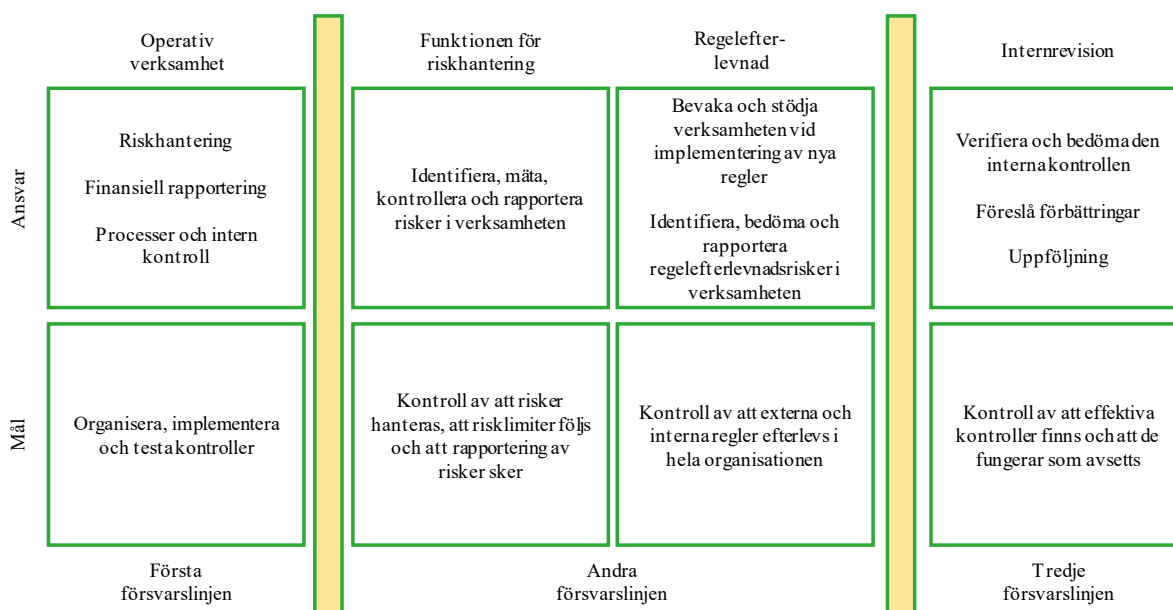 Operativ
verksamhet
Funktionen för
riskhantering
Regelefter-
levnad
Internrevision
Ansvar
Riskhantering
Finansiell rapportering
Processer och intern
kontroll
Identifiera, mäta,
kontrollera och rapportera
risker i verksamheten
Bevaka och stödja
verksamheten vid
implementering av nya
regler
Identifiera, bedöma och
rapportera
regelefterlevnadsrisker i
verksamheten
Verifiera och bedöma den
interna kontrollen
Föreslå förbättringar
Uppföljning
Mål
Organisera, implementera
och testa kontroller
Kontroll av att risker
hanteras, att risklimiter följs
och att rapportering av
risker sker
Kontroll av att externa och
interna regler efterlevs i
hela organisationen
Kontroll av att effektiva
kontroller finns och att de
fungerar som avsetts
Första
försvarslinjen
Andra
försvarslinjen
Tredje
försvarslinjen